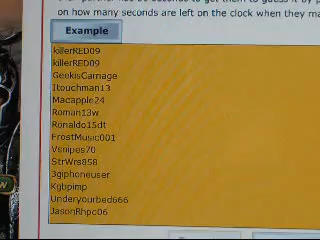 on how many seconds are left on the clock when they
Example
killerRED09
killerRED09
GeekisCarnage
Itouchman13
Macapple24
Roman13w
Ronaldo15dt
FrostMusic001
Vsnipes70
StrWrs858
3giphoneuser
Kgbpimp
Underyourbed666
JasonRhpc06